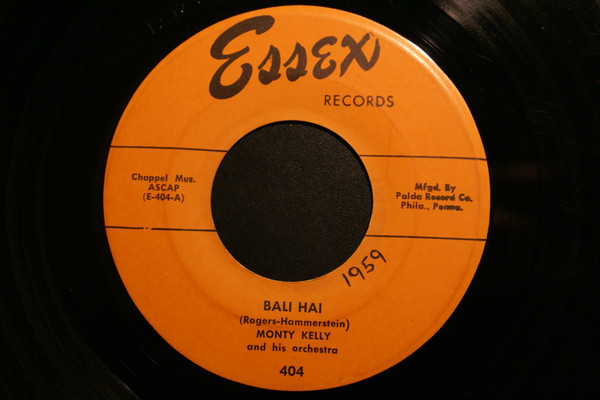 Essex
RECORDS
Chappel Mus.
ASCAP
(E-404-A)
Mfgd. By
Palda Record Co.
Phila., Penna.
1959
BALI HAI
(Rogers-Hammerstein)
MONTY KELLY
and his orchestra
404